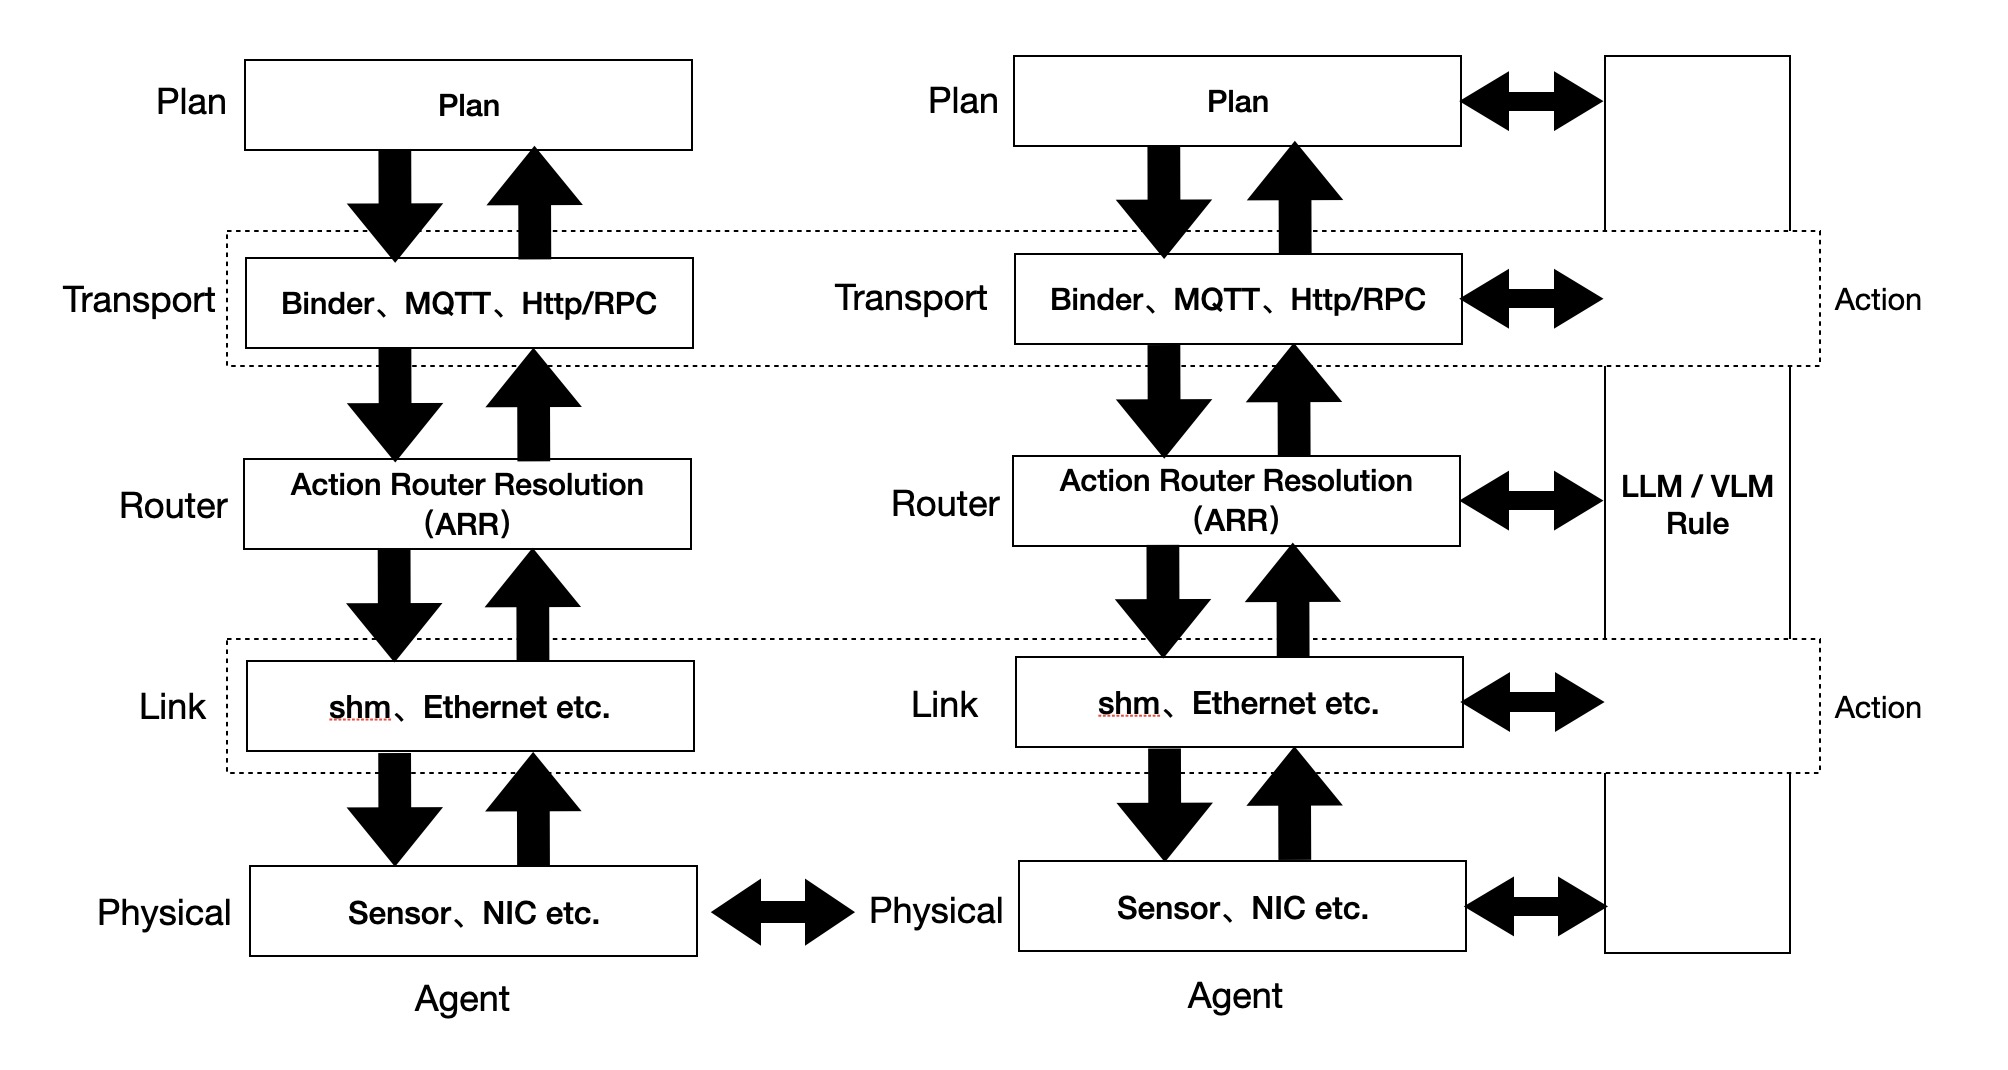 Plan
Plan
Plan
Plan
Transport
Binder、MQTT、Http/RPC
Transport
Binder、MQTT、Http/RPC
Action
Router
Action Router Resolution
（ARR）
Router
Action Router Resolution
（ARR）
LLM / VLM
Rule
Link
shm、Ethernet etc.
Link
shm、Ethernet etc.
Action
Physical
Sensor、NIC etc.
Physical
Sensor、NIC etc.
Agent
Agent